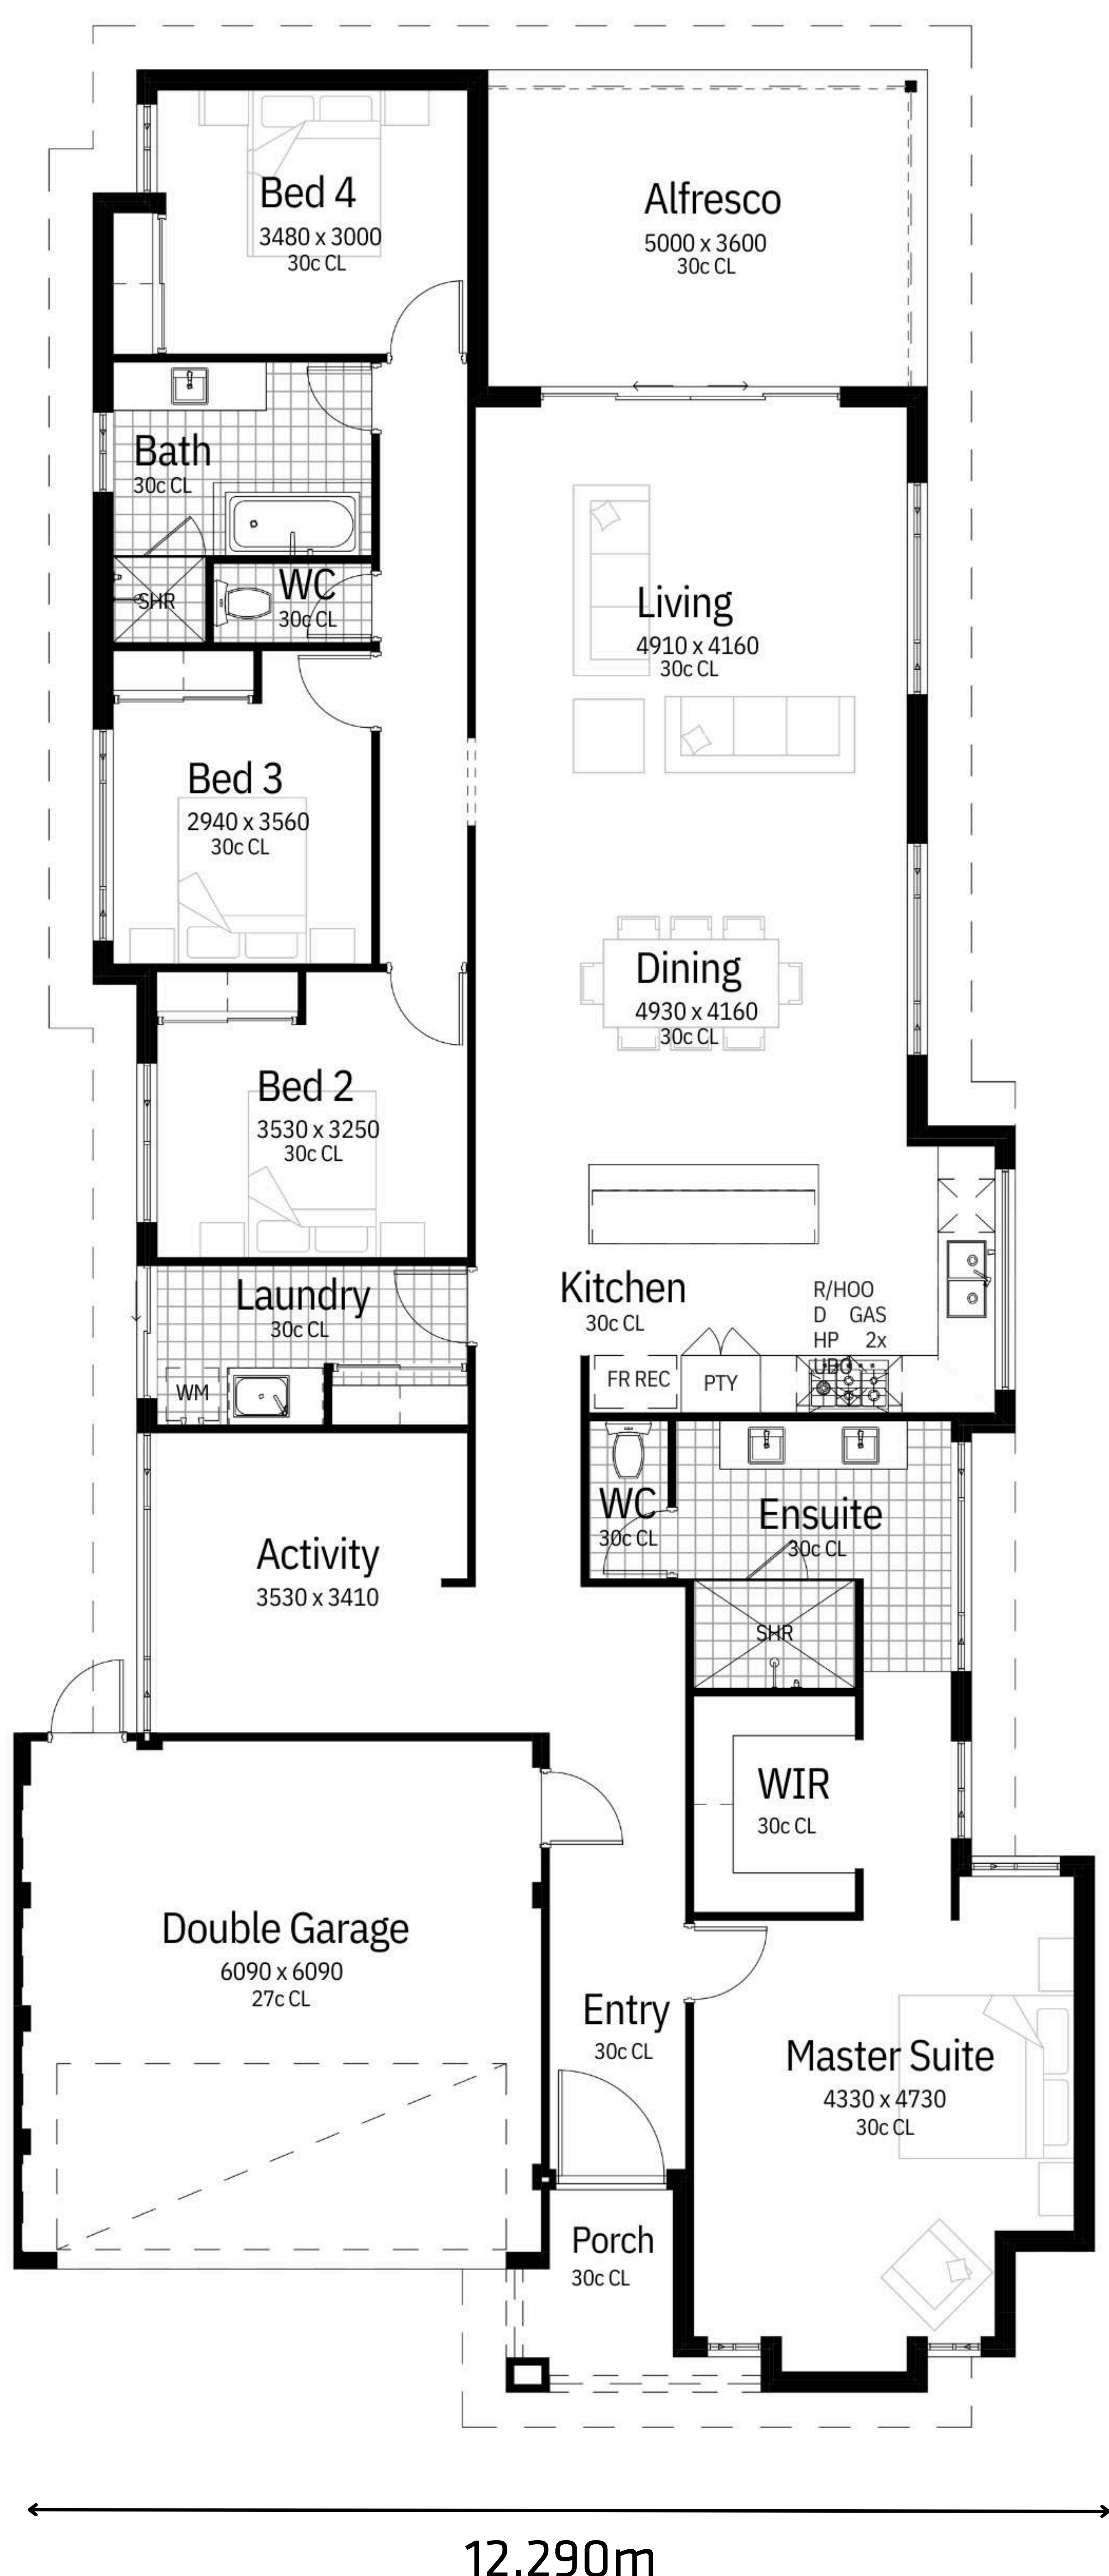 Bed 4
3480 x 3000
30c CL
Alfresco
5000 x 3600
30c CL
Bath
30c CL
SHR
WC
30c CL
Living
4910 x 4160
30c CL
Bed 3
2940 x 3560
30c CL
Dining
4930 x 4160
30c CL
Bed 2
3530 x 3250
30c CL
Laundry
30c CL
WM
Kitchen
30c CL
R/HOO
D GAS
HP 2x
UBO
FR REC
PTY
WC
30c CL
Ensuite
30c CL
SHR
Activity
3530 x 3410
WIR
30c CL
Double Garage
6090 x 6090
27c CL
Entry
30c CL
Master Suite
4330 x 4730
30c CL
Porch
30c CL
12.290m